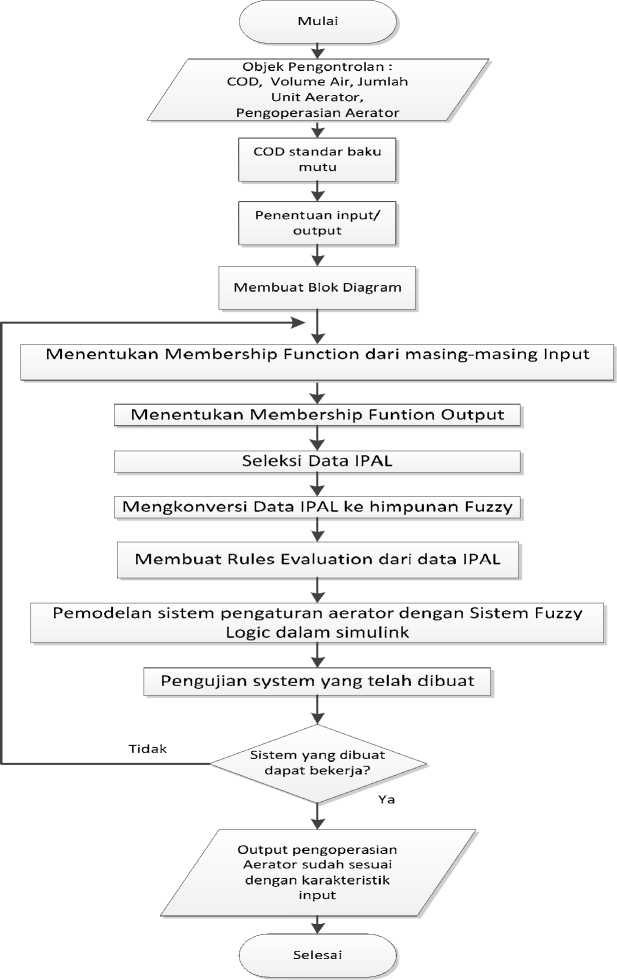 Mulai
Objek Pengontrolan :
COD, Volume Air, Jumlah
Unit Aerator,
Pengoperasian Aerator
COD standar baku
mutu
Penentuan input/
output
Membuat Blok Diagram
Menentukan Membership Function dari masing-masing Input
Menentukan Membership Funtion Output
Seleksi Data IPAL
Mengkonversi Data IPAL ke himpunan Fuzzy
Membuat Rules Evaluation dari data IPAL
Pemodelan sistem pengaturan aerator dengan Sistem Fuzzy
Logic dalam simulink
Pengujian system yang telah dibuat
Tidak
Sistem yang dibuat
dapat bekerja?
Ya
Output pengoperasian
Aerator sudah sesuai
dengan karakteristik
input
Selesai